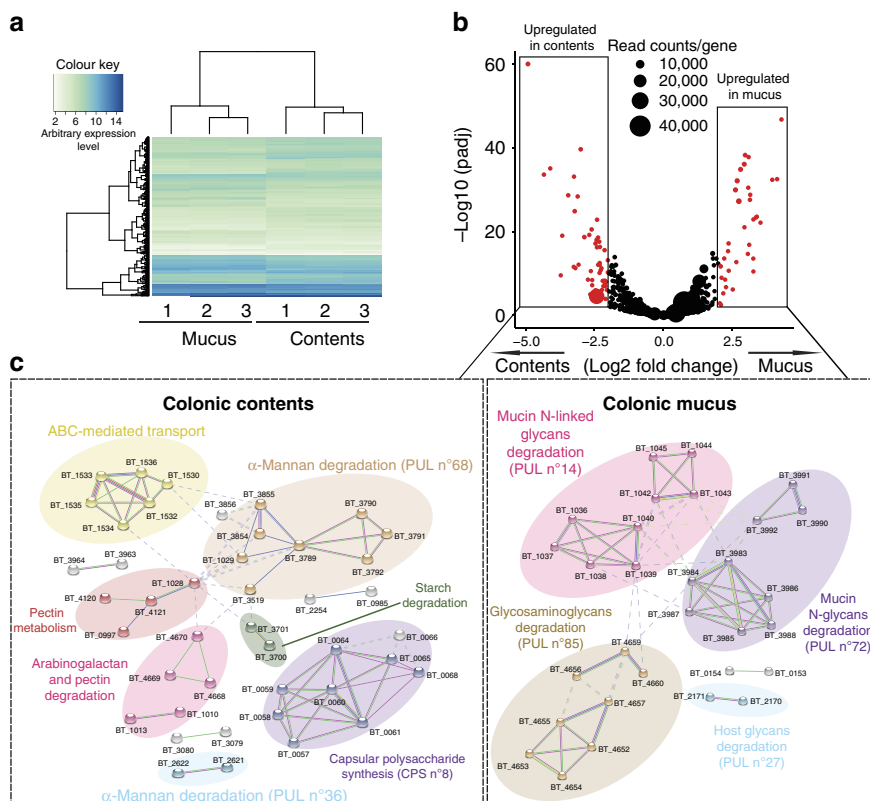 a
Colour key
2 6 10 14
Arbitrary expression
level
1 2 3 1 2 3
Mucus Contents
b
Upregulated
in contents
Read counts/gene
10,000
20,000
30,000
40,000
Upregulated
in mucus
60
40
20
0
−Log10 (padj)
−5.0 −2.5 0.0 2.5
Contents (Log2 fold change) Mucus
c
Colonic contents
ABC-mediated transport
BT_1536
BT_1533
BT_1530
BT_1535
BT_1532
BT_1534
α-Mannan degradation (PUL n°68)
BT_3855
BT_3856
BT_3790
BT_3854
BT_3791
BT_1029
BT_3789
BT_3792
BT_3519
BT_3964
BT_3963
BT_1028
BT_4120
BT_4121
BT_0997
Pectin
metabolism
BT_2254
BT_0985
Starch
degradation
BT_3701
BT_3700
BT_4670
BT_4669
BT_4668
BT_1013
BT_1010
Arabinogalactan
and pectin
degradation
BT_0064
BT_0066
BT_0065
BT_0068
BT_0059
BT_0060
BT_0058
BT_0061
BT_0057
Capsular polysaccharide
synthesis (CPS n°8)
BT_3080
BT_3079
BT_2622
BT_2621
α-Mannan degradation (PUL n°36)
Colonic mucus
Mucin N-linked
glycans
degradation
(PUL n°14)
BT_1045
BT_1044
BT_1042
BT_1043
BT_1036
BT_1040
BT_1037
BT_1038
BT_1039
BT_3991
BT_3990
BT_3992
BT_3983
BT_3984
BT_3986
BT_3987
BT_3985
BT_3988
Mucin
N-glycans
degradation
(PUL n°72)
Glycosaminoglycans
degradation
(PUL n°85)
BT_4659
BT_4656
BT_4660
BT_4657
BT_4655
BT_4652
BT_4653
BT_4654
BT_0154
BT_0153
BT_2171
BT_2170
Host glycans
degradation
(PUL n°27)